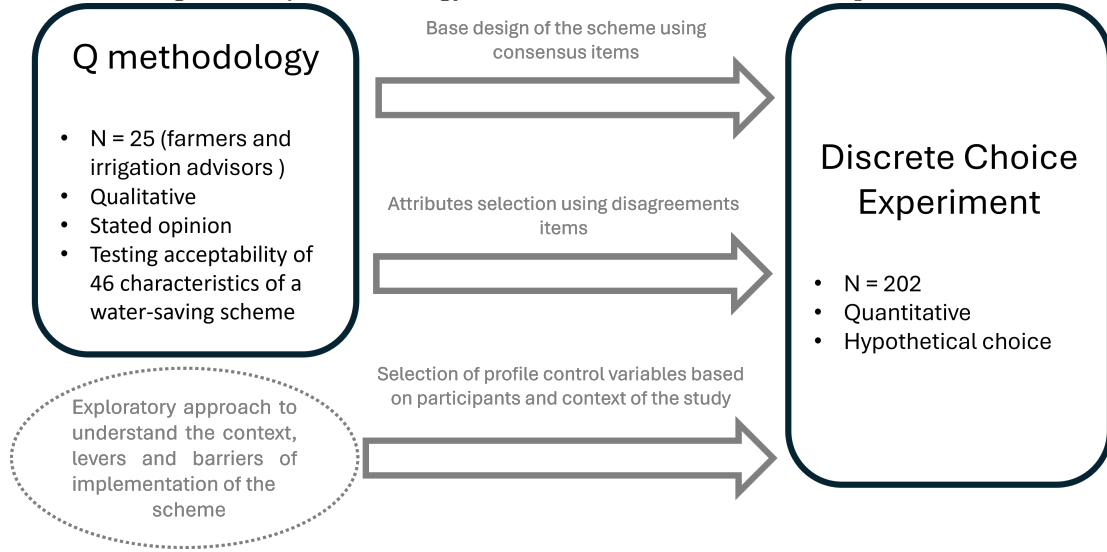 Q methodology
• N = 25 (farmers and
irrigation advisors )
• Qualitative
• Stated opinion
• Testing acceptability of
46 characteristics of a
water-saving scheme
Exploratory approach to
understand the context,
levers and barriers of
implementation of the
scheme
Base design of the scheme using
consensus items
Attributes selection using disagreements
items
Selection of profile control variables based
on participants and context of the study
Discrete Choice
Experiment
• N = 202
• Quantitative
• Hypothetical choice